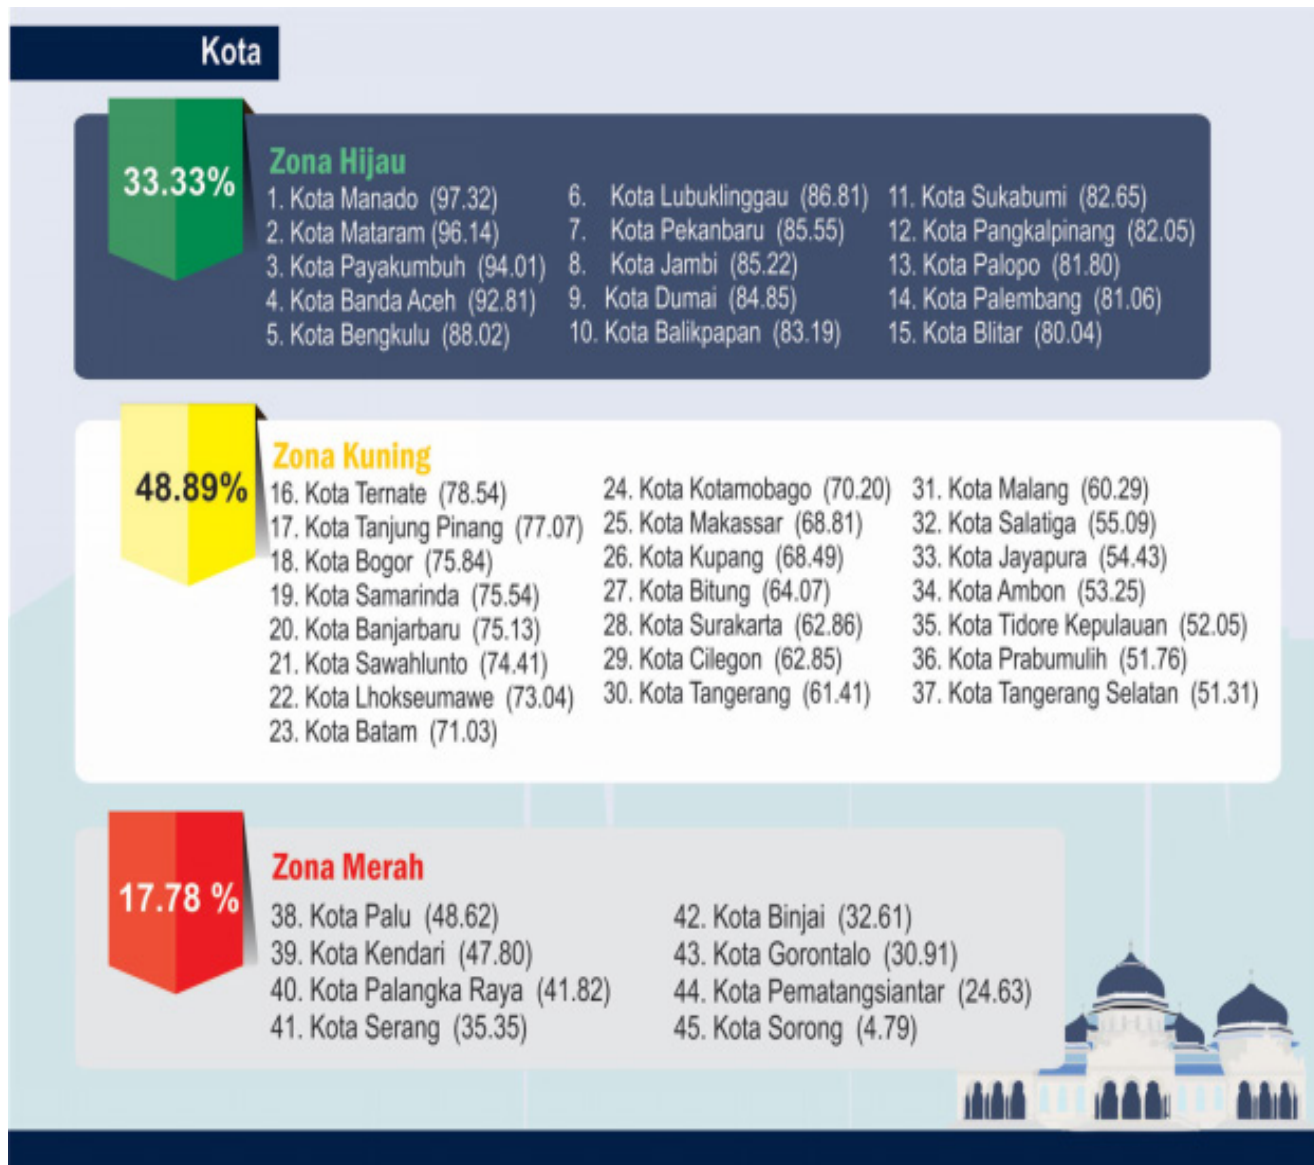 Kota
33.33%
Zona Hijau
1. Kota Manado (97.32)
2. Kota Mataram (96.14)
3. Kota Payakumbuh (94.01)
4. Kota Banda Aceh (92.81)
5. Kota Bengkulu (88.02)
6. Kota Lubuklinggau (86.81)
7. Kota Pekanbaru (85.55)
8. Kota Jambi (85.22)
9. Kota Dumai (84.85)
10. Kota Balikpapan (83.19)
11. Kota Sukabumi (82.65)
12. Kota Pangkalpinang (82.05)
13. Kota Palopo (81.80)
14. Kota Palembang (81.06)
15. Kota Blitar (80.04)
48.89%
Zona Kuning
16. Kota Ternate (78.54)
17. Kota Tanjung Pinang (77.07)
18. Kota Bogor (75.84)
19. Kota Samarinda (75.54)
20. Kota Banjarbaru (75.13)
21. Kota Sawahlunto (74.41)
22. Kota Lhokseumawe (73.04)
23. Kota Batam (71.03)
24. Kota Kotamobago (70.20)
25. Kota Makassar (68.81)
26. Kota Kupang (68.49)
27. Kota Bitung (64.07)
28. Kota Surakarta (62.86)
29. Kota Cilegon (62.85)
30. Kota Tangerang (61.41)
31. Kota Malang (60.29)
32. Kota Salatiga (55.09)
33. Kota Jayapura (54.43)
34. Kota Ambon (53.25)
35. Kota Tidore Kepulauan (52.05)
36. Kota Prabumulih (51.76)
37. Kota Tangerang Selatan (51.31)
17.78 %
Zona Merah
38. Kota Palu (48.62)
39. Kota Kendari (47.80)
40. Kota Palangka Raya (41.82)
41. Kota Serang (35.35)
42. Kota Binjai (32.61)
43. Kota Gorontalo (30.91)
44. Kota Pematangsiantar (24.63)
45. Kota Sorong (4.79)